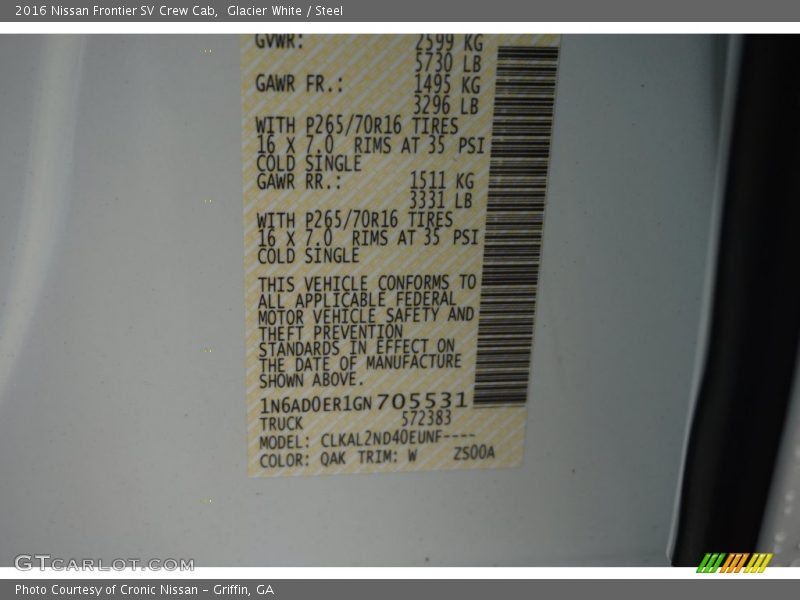 2016 Nissan Frontier SV Crew Cab, Glacier White / Steel
GVWR: 2599 KG
5730 LB
GAWR FR.: 1495 KG
3296 LB
WITH P265/70R16 TIRES
16 X 7.0 RIMS AT 35 PSI
COLD SINGLE
GAWR RR.: 1511 KG
3331 LB
WITH P265/70R16 TIRES
16 X 7.0 RIMS AT 35 PSI
COLD SINGLE
THIS VEHICLE CONFORMS TO
ALL APPLICABLE FEDERAL
MOTOR VEHICLE SAFETY AND
THEFT PREVENTION
STANDARDS IN EFFECT ON
THE DATE OF MANUFACTURE
SHOWN ABOVE.
1N6AD0ER1GN705531
TRUCK 572383
MODEL: CLKAL2ND40EUNF----
COLOR: QAK TRIM: W ZS00A
GTCARLOT.COM
Photo Courtesy of Cronic Nissan – Griffin, GA